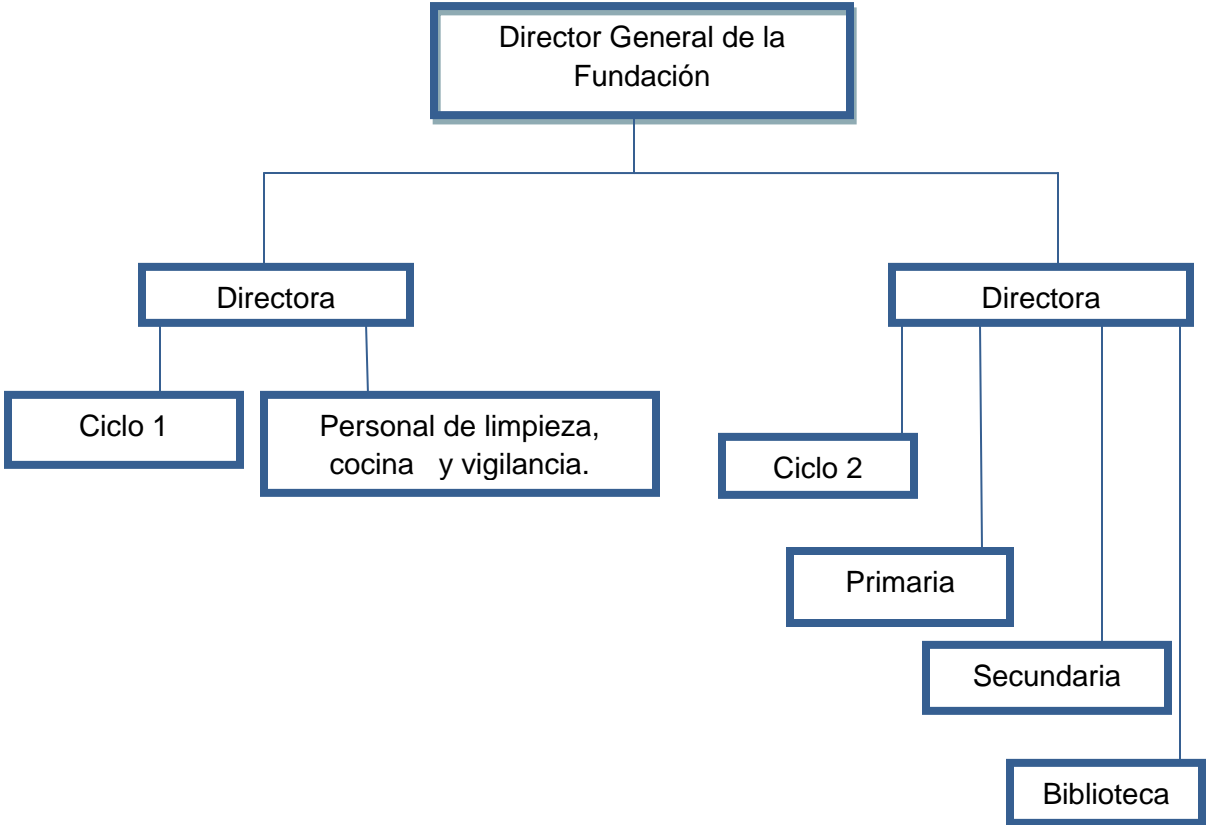 Director General de la
Fundación
Directora
Directora
Ciclo 1
Personal de limpieza,
cocina y vigilancia.
Ciclo 2
Primaria
Secundaria
Biblioteca